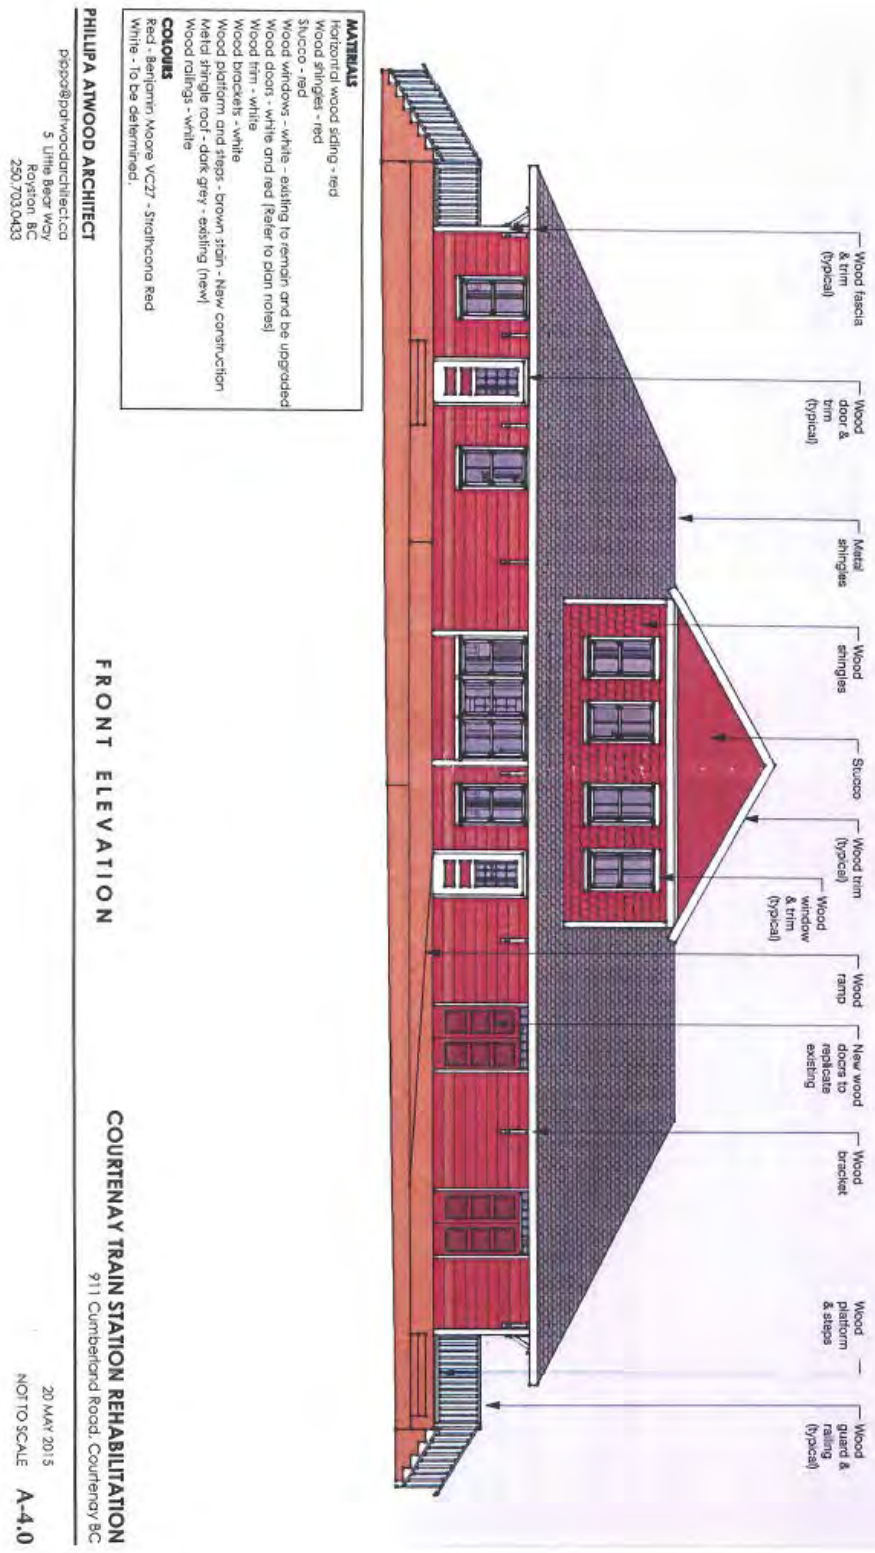 Wood fascia
& trim
(typical)
Wood
door &
trim
(typical)
Metal
shingles
Wood
shingles
Stucco
Wood trim
(typical)
Wood
window
& trim
(typical)
Wood
ramp
New wood
doors to
replicate
existing
Wood
bracket
Wood
platform
& steps
Wood
guard &
railing
(typical)
MATERIALS
Horizontal wood siding - red
Wood shingles - red
Stucco - red
Wood windows - white - existing to remain and be upgraded
Wood doors - white and red (Refer to plan notes)
Wood trim - white
Wood brackets - white
Wood platform and steps - brown stain - New construction
Metal shingle roof - dark grey - existing (new)
Wood railings - white
COLOURS
Red - Benjamin Moore VC27 - Strathcona Red
White - To be determined.
PHILLIPA ATWOOD ARCHITECT
pippa@patwoodarchitect.ca
5 Little Bear Way
Royston BC
250.703.0433
FRONT ELEVATION
COURTENAY TRAIN STATION REHABILITATION
911 Cumberland Road, Courtenay BC
20 MAY 2015
NOT TO SCALE A-4.0